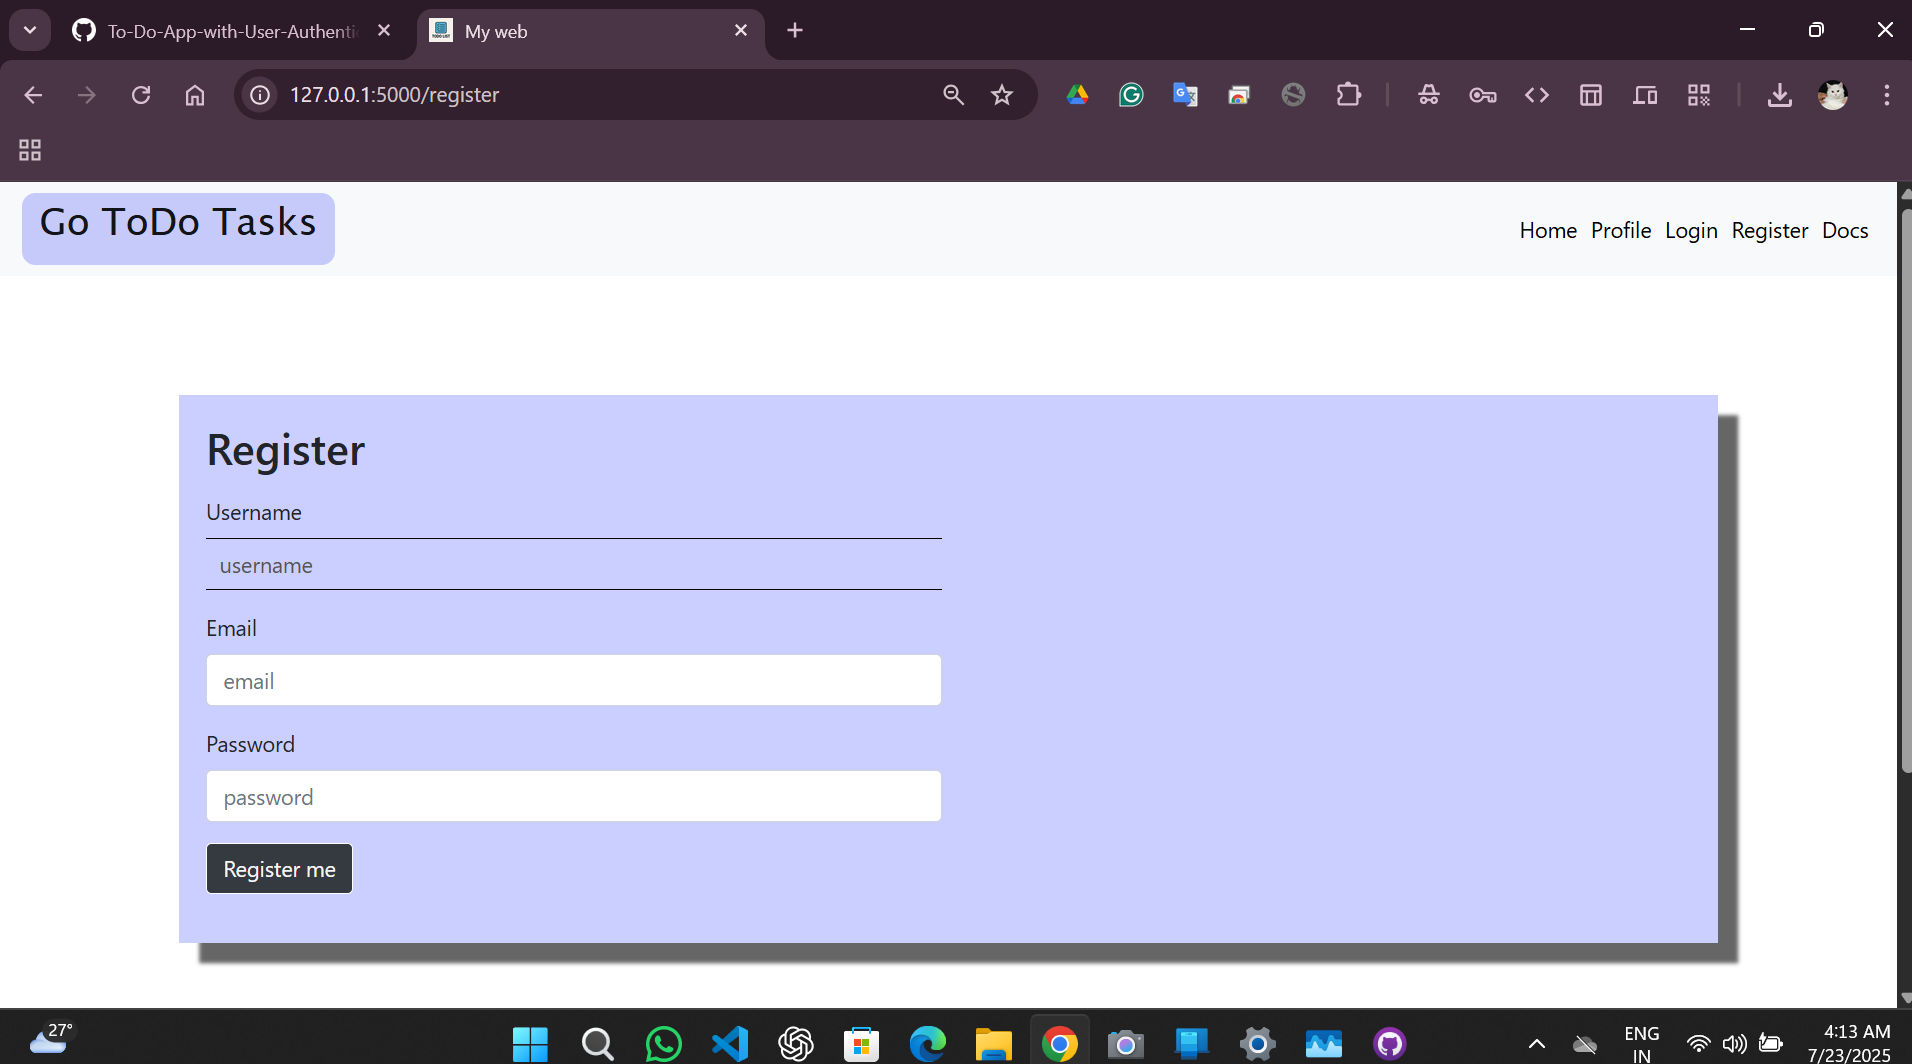 To-Do-App-with-User-Authenti
My web
127.0.0.1:5000/register
Go ToDo Tasks
Home Profile Login Register Docs
Register
Username
username
Email
email
Password
password
Register me
27°
ENG
IN
4:13 AM
7/23/2025